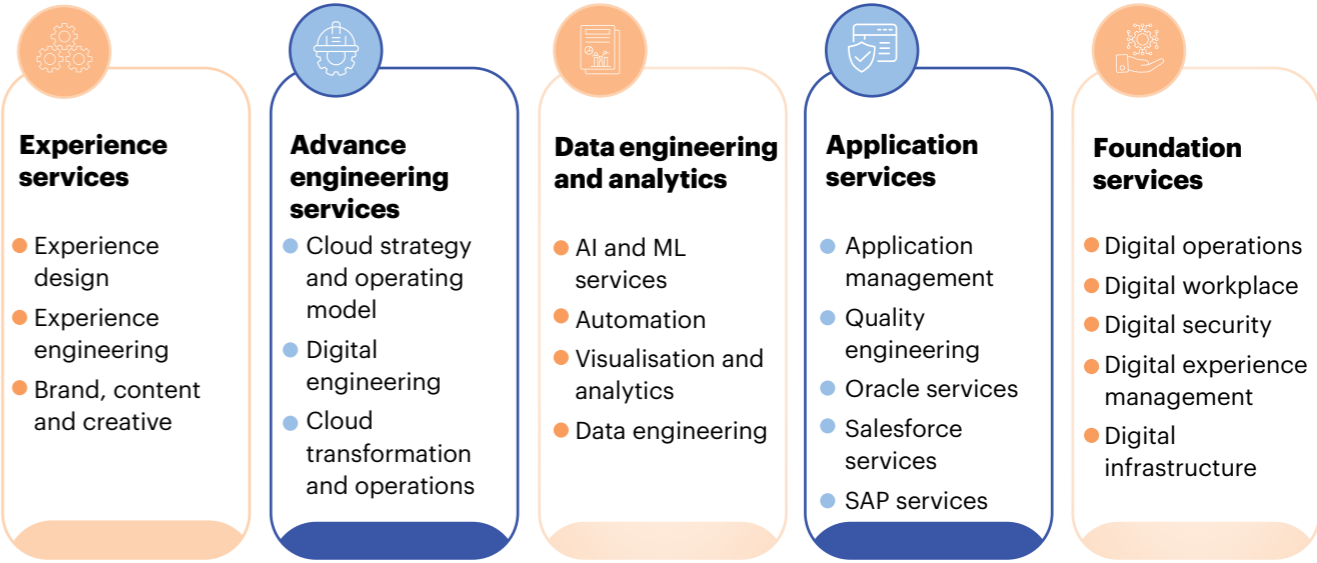 Experience
services
Experience
design
Experience
engineering
Brand, content
and creative
Advance
engineering
services
Cloud strategy
and operating
model
Digital
engineering
Cloud
transformation
and operations
Data engineering
and analytics
AI and ML
services
Automation
Visualisation and
analytics
Data engineering
Application
services
Application
management
Quality
engineering
Oracle services
Salesforce
services
SAP services
Foundation
services
Digital operations
Digital workplace
Digital security
Digital experience
management
Digital
infrastructure